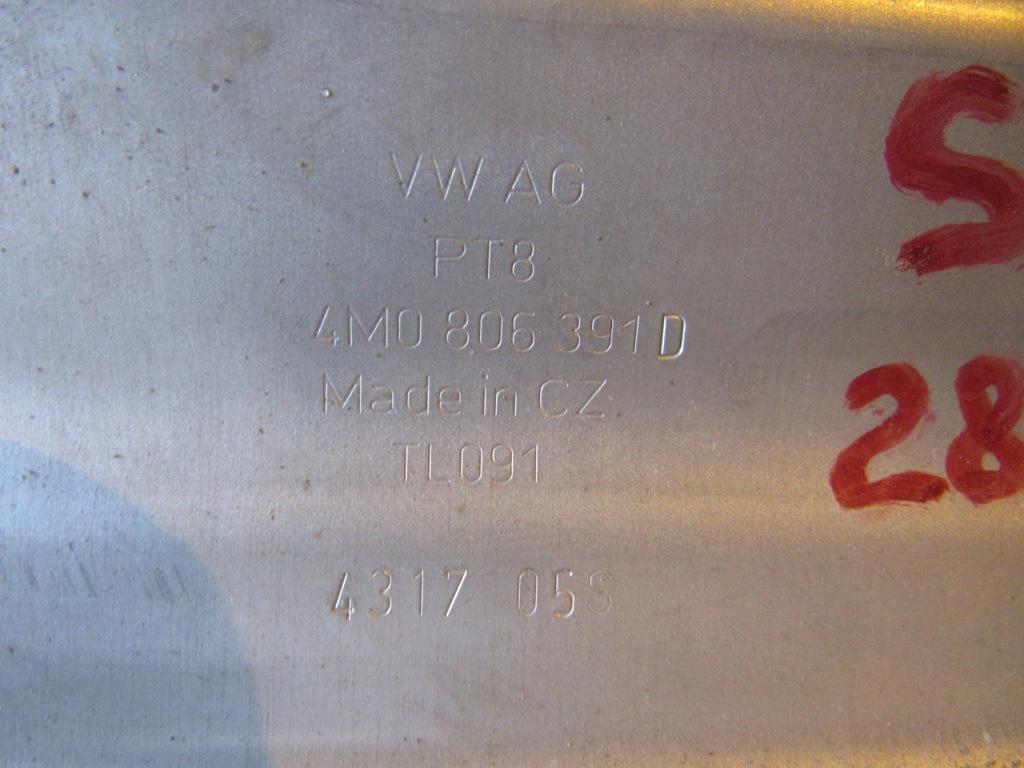 VW AG
PT8
4M0 806 391 D
Made in CZ
TL091
4317 05S
S
28